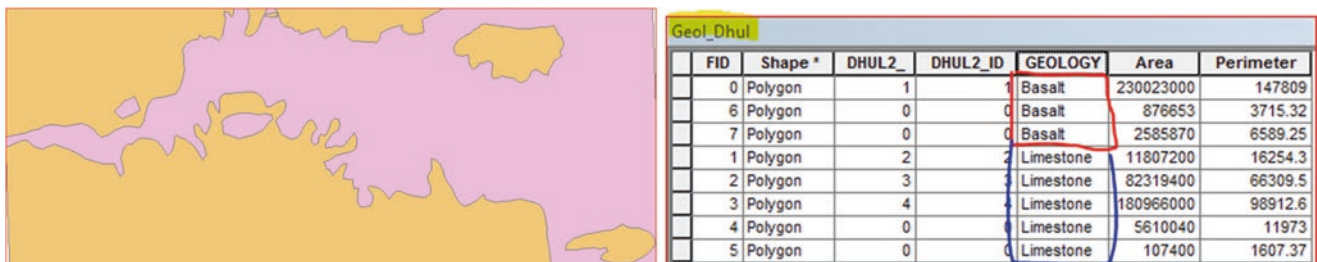 Geol_Dhul
FID Shape * DHUL2_ DHUL2_ID GEOLOGY Area Perimeter
0 Polygon 1 1 Basalt 230023000 147809
6 Polygon 0 0 Basalt 876653 3715.32
7 Polygon 0 0 Basalt 2585870 6589.25
1 Polygon 2 2 Limestone 11807200 16254.3
2 Polygon 3 3 Limestone 82319400 66309.5
3 Polygon 4 4 Limestone 180966000 98912.6
4 Polygon 0 0 Limestone 5610040 11973
5 Polygon 0 0 Limestone 107400 1607.37